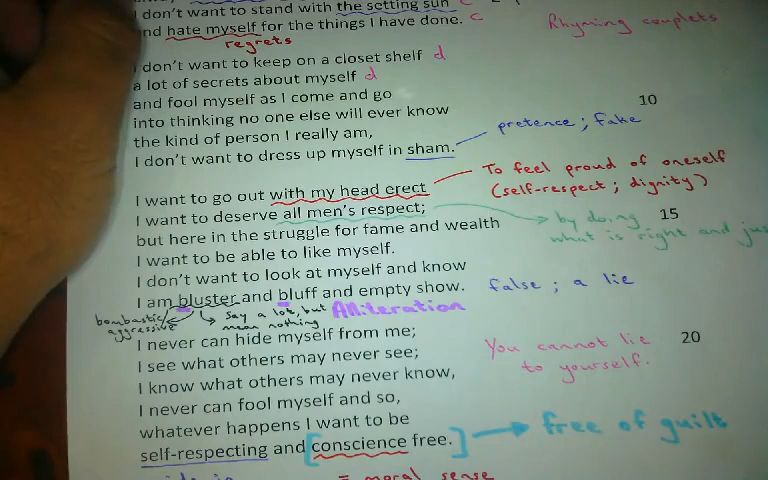 I don't want to stand with the setting sun c
and hate myself for the things I have done. c
Rhyming couplets
regrets
I don't want to keep on a closet shelf d
a lot of secrets about myself d
and fool myself as I come and go
into thinking no one else will ever know 10
the kind of person I really am,
pretence ; fake
I don't want to dress up myself in sham.
To feel proud of oneself
(self-respect ; dignity)
I want to go out with my head erect
I want to deserve all men's respect; 15
by doing
what is right and jus
but here in the struggle for fame and wealth
I want to be able to like myself.
I don't want to look at myself and know
I am bluster and bluff and empty show.
false ; a lie
bombastic
aggressive
say a lot, but
mean nothing
Alliteration
I never can hide myself from me;
I see what others may never see; 20
You cannot lie
to yourself.
I know what others may never know,
I never can fool myself and so,
whatever happens I want to be
self-respecting and [conscience free.]
free of guilt
= moral sense